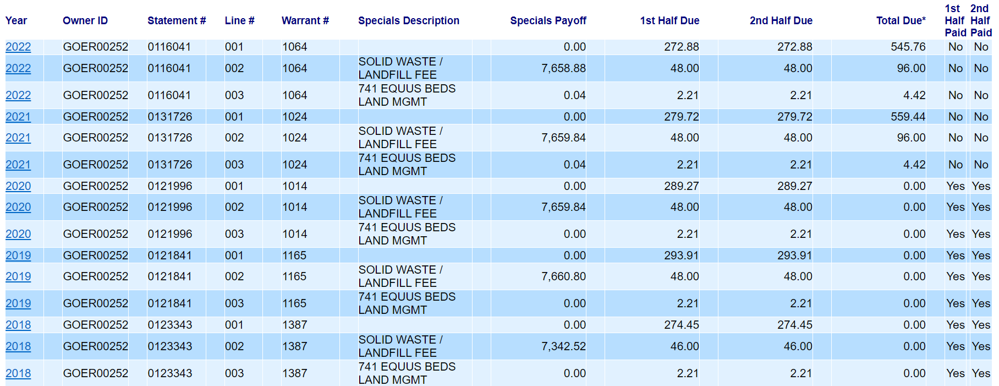 Year Owner ID Statement # Line # Warrant # Specials Description Specials Payoff 1st Half Due 2nd Half Due Total Due* 1st Half Paid 2nd Half Paid
2022 GOER00252 0116041 001 1064 0.00 272.88 272.88 545.76 No No
2022 GOER00252 0116041 002 1064 SOLID WASTE / LANDFILL FEE 7,658.88 48.00 48.00 96.00 No No
2022 GOER00252 0116041 003 1064 741 EQUUS BEDS LAND MGMT 0.04 2.21 2.21 4.42 No No
2021 GOER00252 0131726 001 1024 0.00 279.72 279.72 559.44 No No
2021 GOER00252 0131726 002 1024 SOLID WASTE / LANDFILL FEE 7,659.84 48.00 48.00 96.00 No No
2021 GOER00252 0131726 003 1024 741 EQUUS BEDS LAND MGMT 0.04 2.21 2.21 4.42 No No
2020 GOER00252 0121996 001 1014 0.00 289.27 289.27 0.00 Yes Yes
2020 GOER00252 0121996 002 1014 SOLID WASTE / LANDFILL FEE 7,659.84 48.00 48.00 0.00 Yes Yes
2020 GOER00252 0121996 003 1014 741 EQUUS BEDS LAND MGMT 0.00 2.21 2.21 0.00 Yes Yes
2019 GOER00252 0121841 001 1165 0.00 293.91 293.91 0.00 Yes Yes
2019 GOER00252 0121841 002 1165 SOLID WASTE / LANDFILL FEE 7,660.80 48.00 48.00 0.00 Yes Yes
2019 GOER00252 0121841 003 1165 741 EQUUS BEDS LAND MGMT 0.00 2.21 2.21 0.00 Yes Yes
2018 GOER00252 0123343 001 1387 0.00 274.45 274.45 0.00 Yes Yes
2018 GOER00252 0123343 002 1387 SOLID WASTE / LANDFILL FEE 7,342.52 46.00 46.00 0.00 Yes Yes
2018 GOER00252 0123343 003 1387 741 EQUUS BEDS LAND MGMT 0.00 2.21 2.21 0.00 Yes Yes